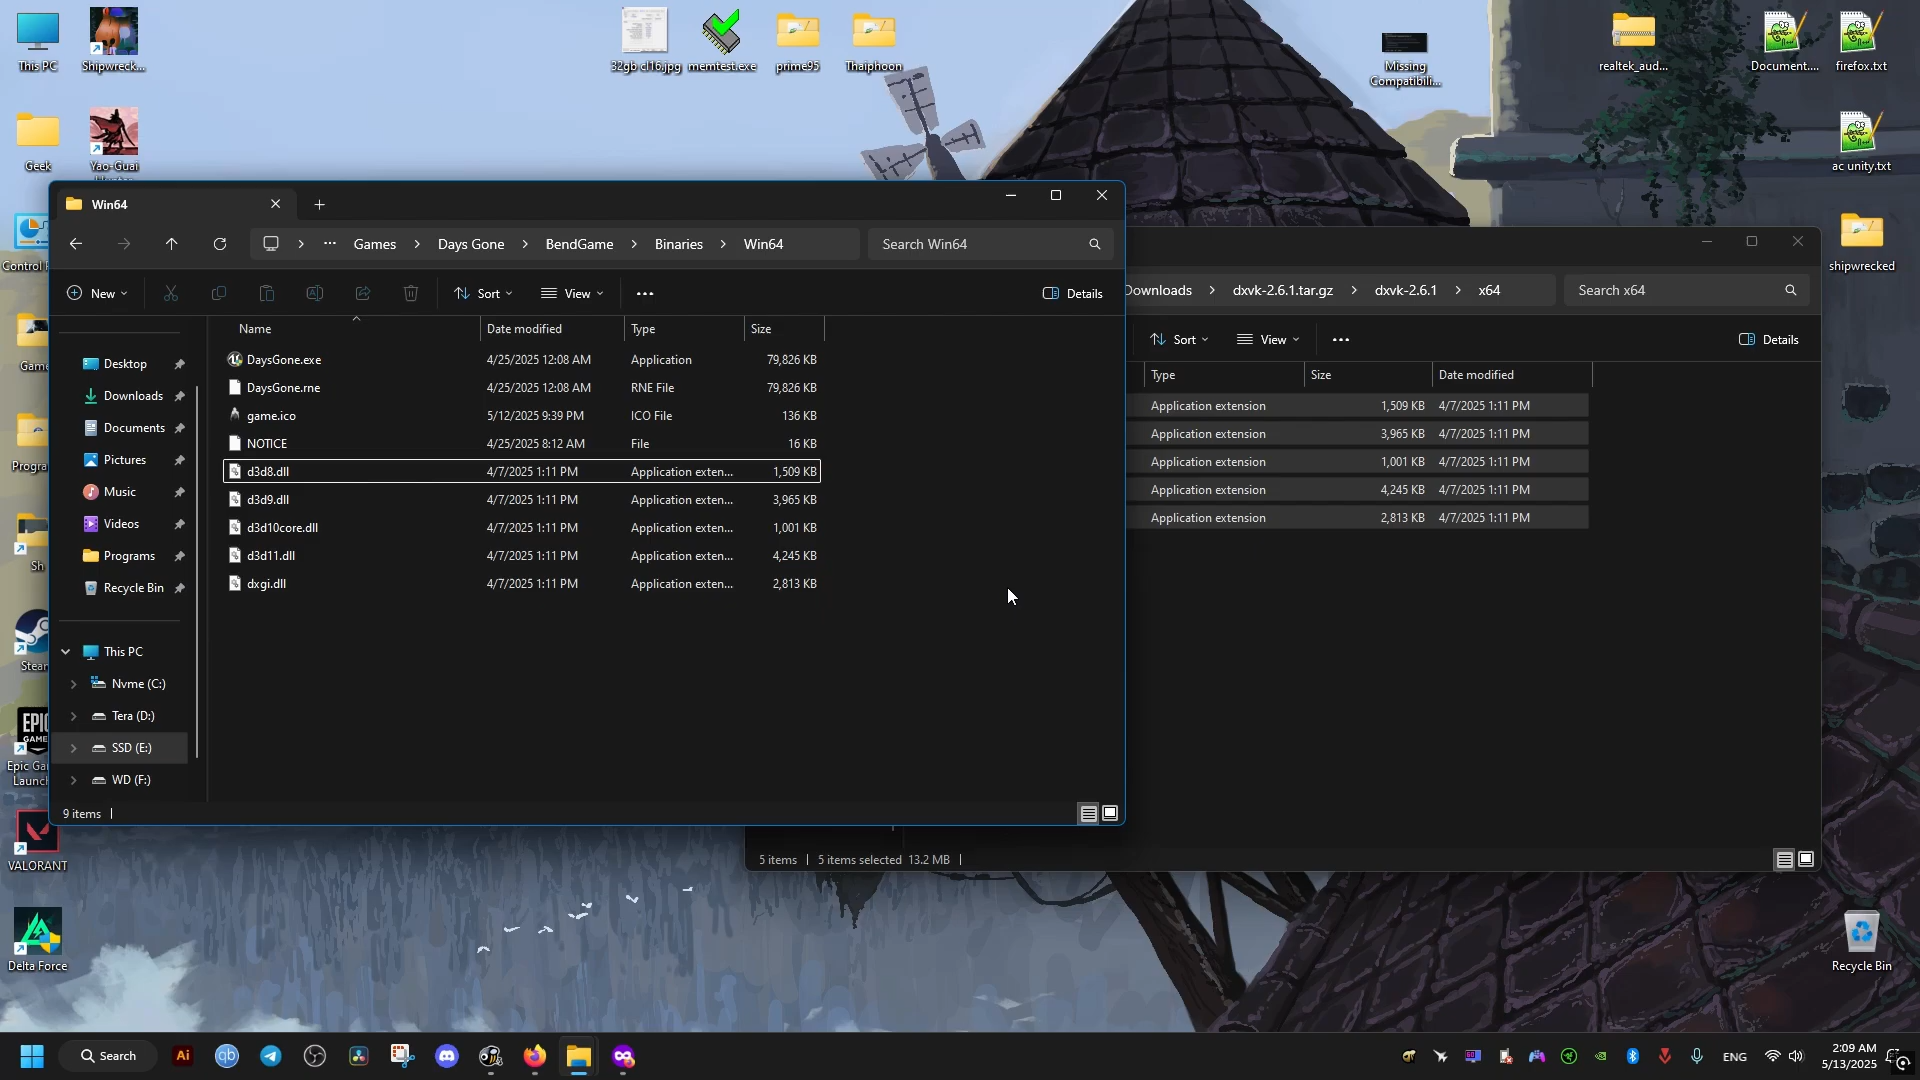 This PC
Shipwreck...
32gb cl16.jpg
memtest.exe
prime95
Thaiphoon
Missing
Compatibili...
realtek_aud...
Document....
firefox.txt
Geek
Yao-Guai
ac unity.txt
Control
shipwrecked
Win64
Games
Days Gone
BendGame
Binaries
Win64
Search Win64
New
Sort
View
Details
Downloads
dxvk-2.6.1.tar.gz
dxvk-2.6.1
x64
Search x64
Sort
View
Details
Name
Date modified
Type
Size
DaysGone.exe
4/25/2025 12:08 AM
Application
79,826 KB
DaysGone.rne
4/25/2025 12:08 AM
RNE File
79,826 KB
game.ico
5/12/2025 9:39 PM
ICO File
136 KB
NOTICE
4/25/2025 8:12 AM
File
16 KB
d3d8.dll
4/7/2025 1:11 PM
Application exten...
1,509 KB
d3d9.dll
4/7/2025 1:11 PM
Application exten...
3,965 KB
d3d10core.dll
4/7/2025 1:11 PM
Application exten...
1,001 KB
d3d11.dll
4/7/2025 1:11 PM
Application exten...
4,245 KB
dxgi.dll
4/7/2025 1:11 PM
Application exten...
2,813 KB
Type
Size
Date modified
Application extension
1,509 KB
4/7/2025 1:11 PM
Application extension
3,965 KB
4/7/2025 1:11 PM
Application extension
1,001 KB
4/7/2025 1:11 PM
Application extension
4,245 KB
4/7/2025 1:11 PM
Application extension
2,813 KB
4/7/2025 1:11 PM
Desktop
Downloads
Documents
Pictures
Music
Videos
Programs
Recycle Bin
This PC
Nvme (C:)
Tera (D:)
SSD (E:)
WD (F:)
9 items
5 items
5 items selected
13.2 MB
Game
Progra
Sh
Stear
EPIC
GAME
Epic Ga
Launc
VALORANT
Delta Force
Recycle Bin
Search
Ai
qb
ENG
2:09 AM
5/13/2025